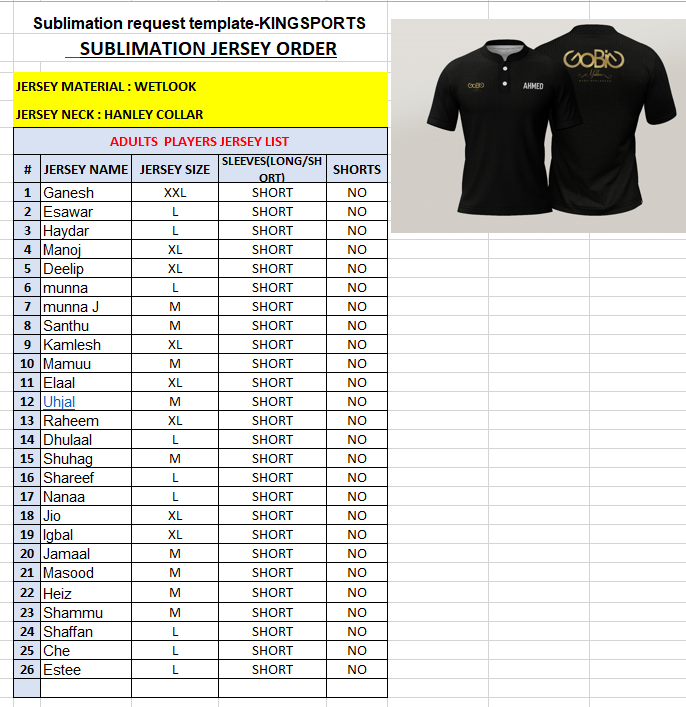 Sublimation request template-KINGSPORTS
SUBLIMATION JERSEY ORDER
JERSEY MATERIAL : WETLOOK
JERSEY NECK : HANLEY COLLAR
ADULTS PLAYERS JERSEY LIST
# JERSEY NAME JERSEY SIZE SLEEVES(LONG/SH
ORT) SHORTS
1 Ganesh XXL SHORT NO
2 Esawar L SHORT NO
3 Haydar L SHORT NO
4 Manoj XL SHORT NO
5 Deelip XL SHORT NO
6 munna L SHORT NO
7 munna J M SHORT NO
8 Santhu M SHORT NO
9 Kamlesh XL SHORT NO
10 Mamuu M SHORT NO
11 Elaal XL SHORT NO
12 Uhjal M SHORT NO
13 Raheem XL SHORT NO
14 Dhulaal L SHORT NO
15 Shuhag M SHORT NO
16 Shareef L SHORT NO
17 Nanaa L SHORT NO
18 Jio XL SHORT NO
19 Igbal XL SHORT NO
20 Jamaal M SHORT NO
21 Masood M SHORT NO
22 Heiz M SHORT NO
23 Shammu M SHORT NO
24 Shaffan L SHORT NO
25 Che L SHORT NO
26 Estee L SHORT NO
GOBIG
AHMED
GOBIG